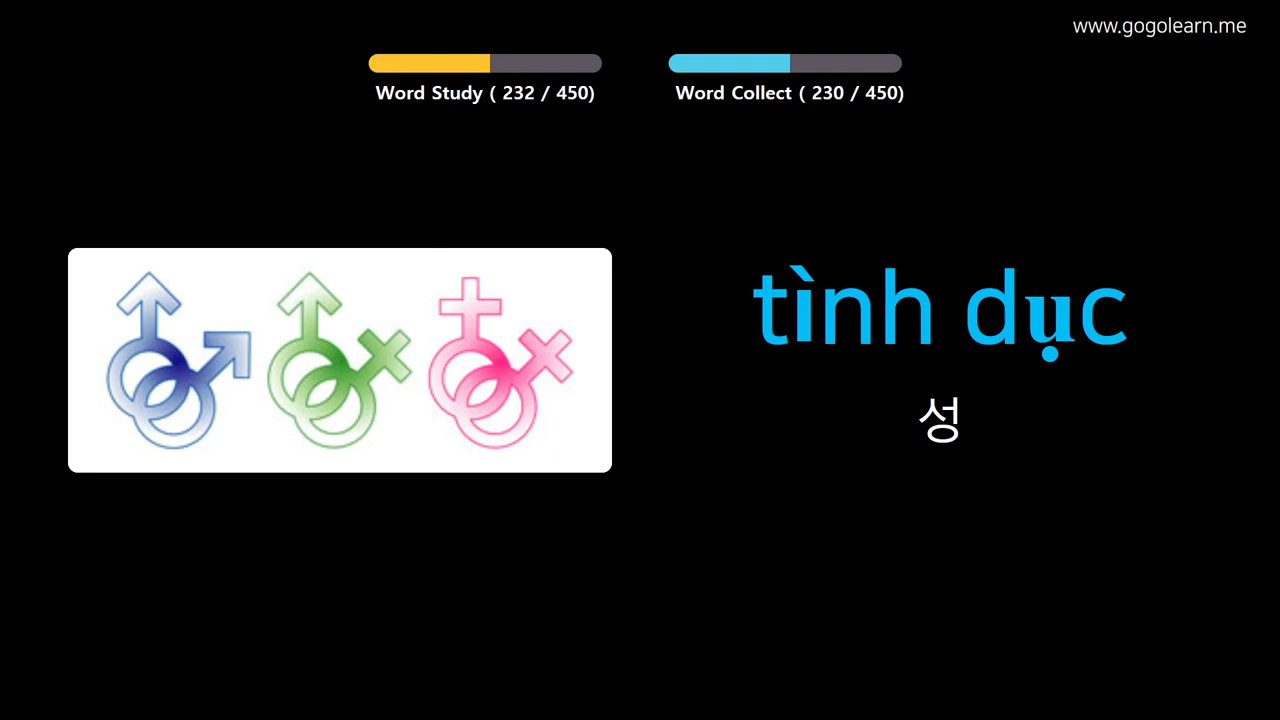 www.gogolearn.me
Word Study ( 232 / 450)
Word Collect ( 230 / 450)
tình dục
성